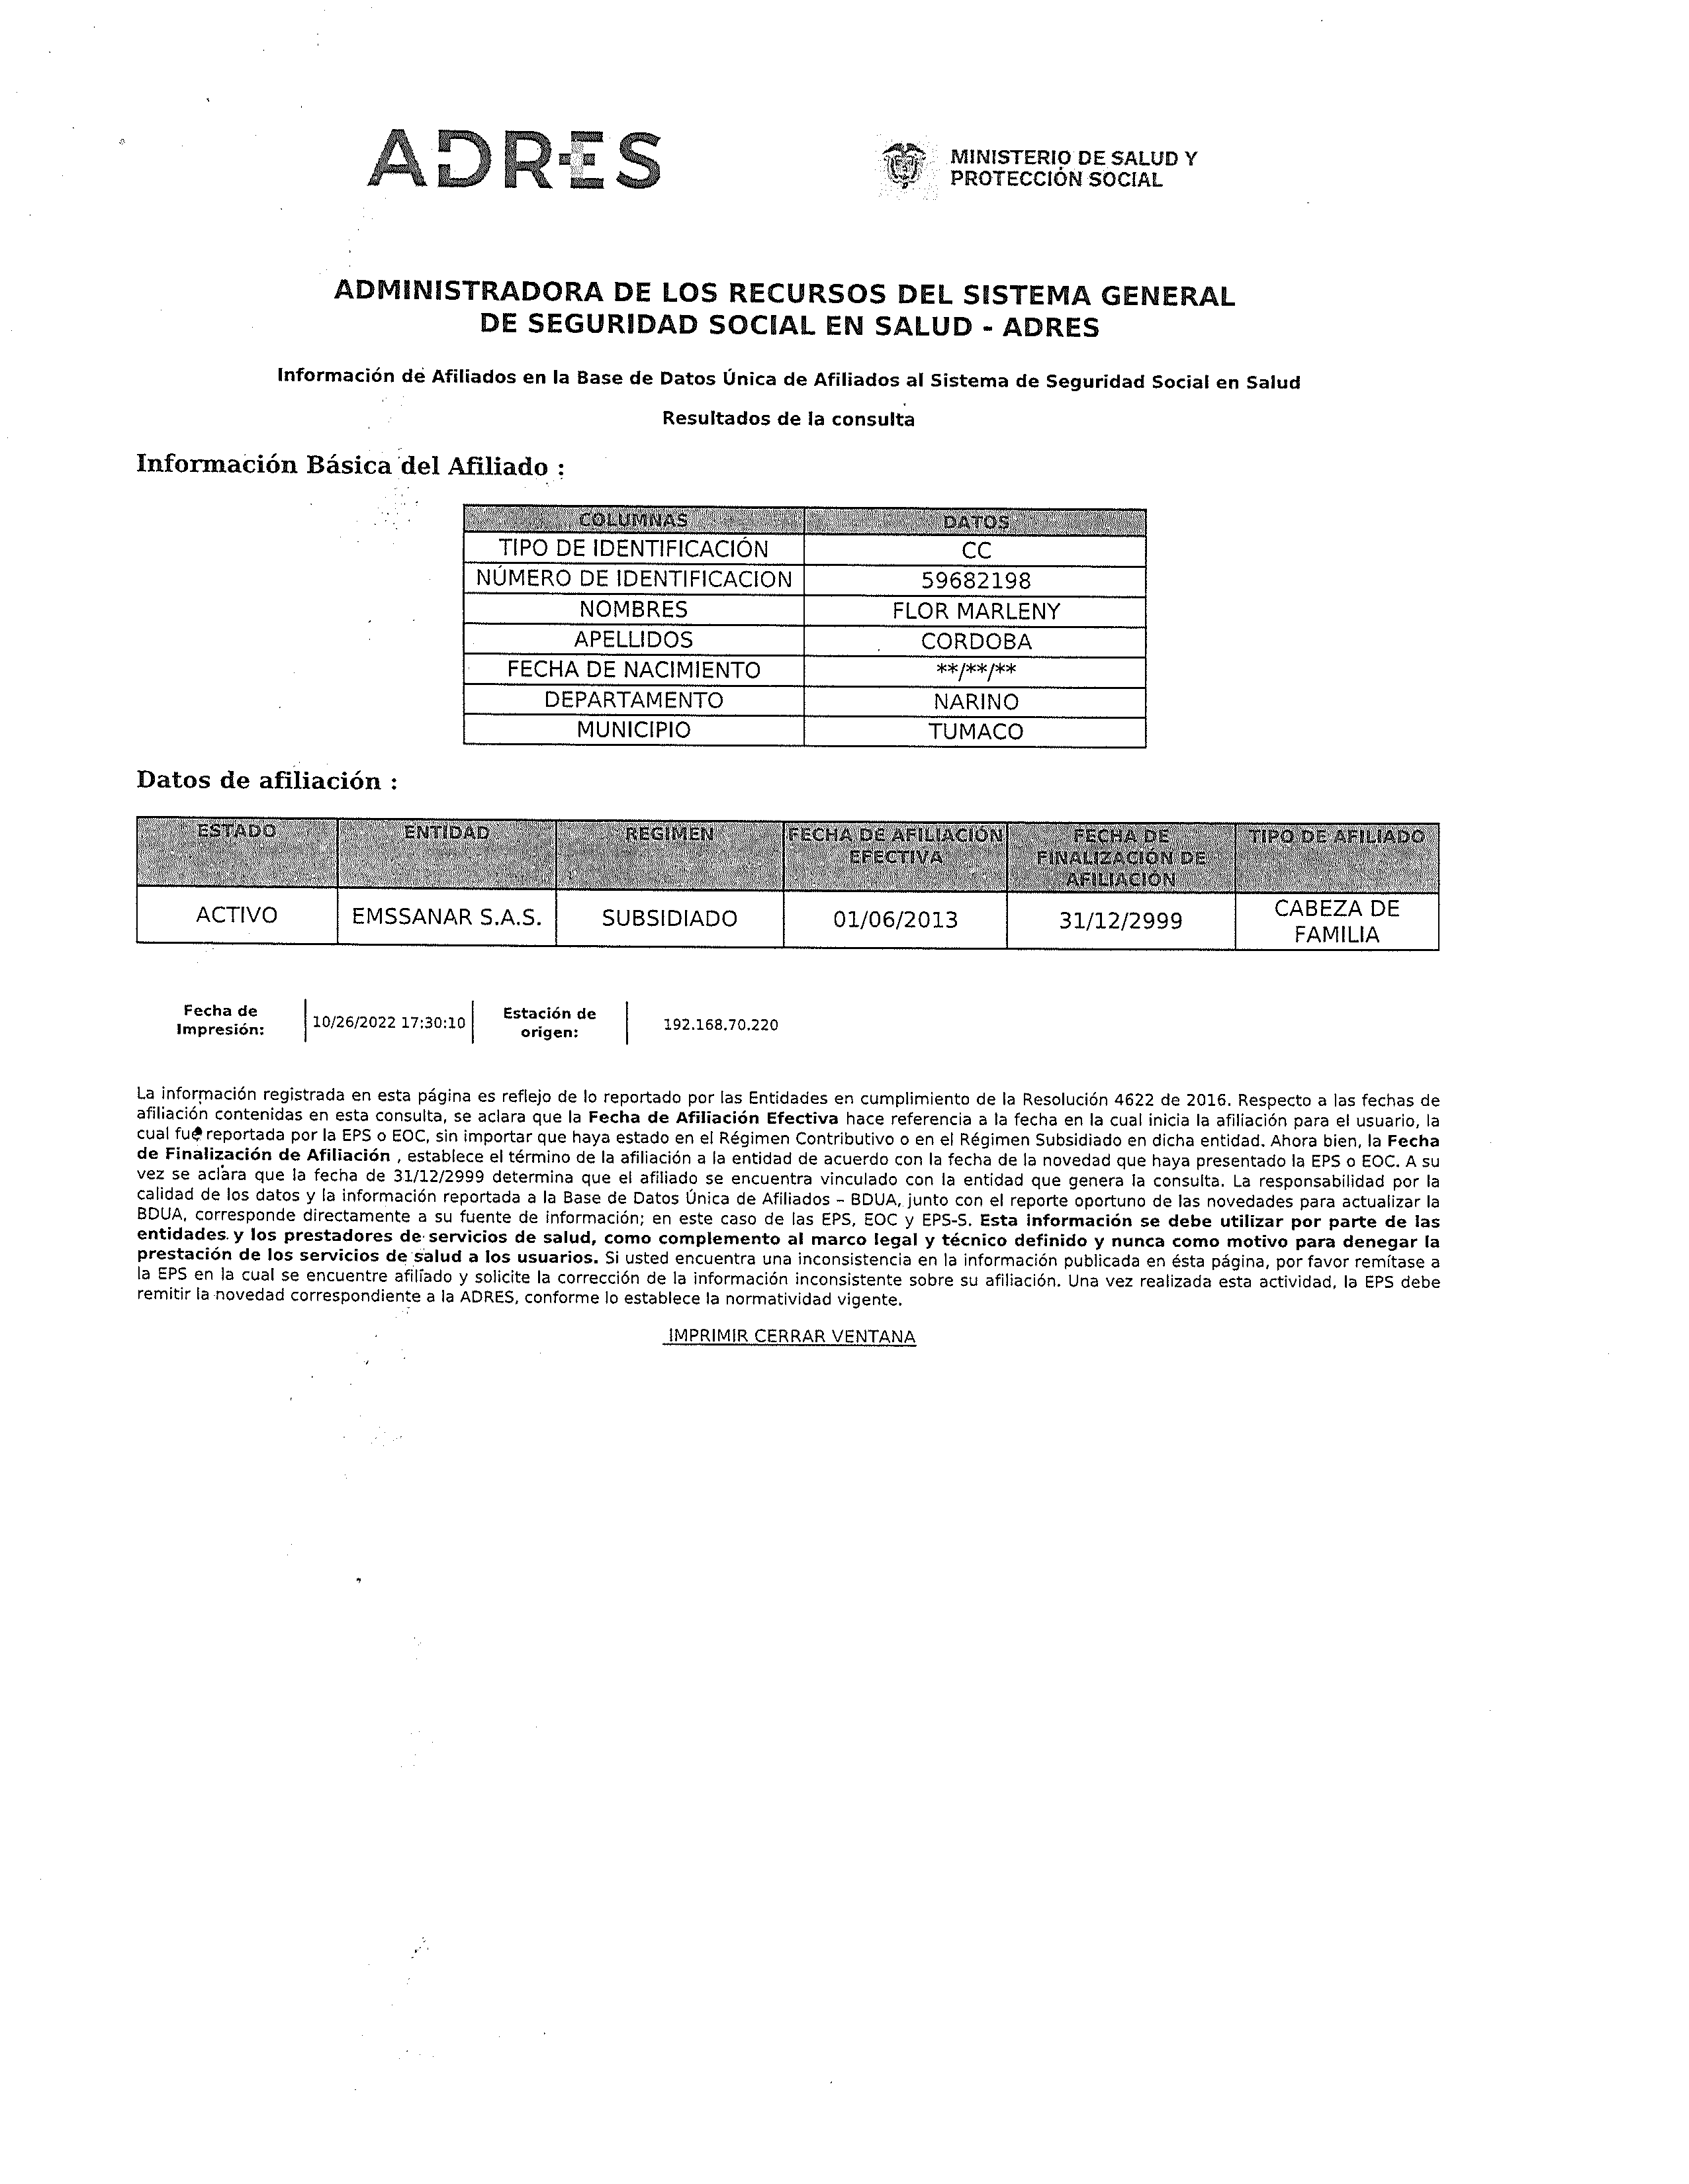 ADRES
MINISTERIO DE SALUD Y
PROTECCIÓN SOCIAL
ADMINISTRADORA DE LOS RECURSOS DEL SISTEMA GENERAL
DE SEGURIDAD SOCIAL EN SALUD - ADRES
Información de Afiliados en la Base de Datos Única de Afiliados al Sistema de Seguridad Social en Salud
Resultados de la consulta
Información Básica del Afiliado :
COLUMNAS DATOS
TIPO DE IDENTIFICACIÓN CC
NÚMERO DE IDENTIFICACION 59682198
NOMBRES FLOR MARLENY
APELLIDOS CORDOBA
FECHA DE NACIMIENTO **/**/**
DEPARTAMENTO NARINO
MUNICIPIO TUMACO
Datos de afiliación :
ESTADO ENTIDAD REGIMEN FECHA DE AFILIACIÓN EFECTIVA FECHA DE FINALIZACIÓN DE AFILIACIÓN TIPO DE AFILIADO
ACTIVO EMSSANAR S.A.S. SUBSIDIADO 01/06/2013 31/12/2999 CABEZA DE FAMILIA
Fecha de Impresión: 10/26/2022 17:30:10 Estación de origen: 192.168.70.220
La información registrada en esta página es reflejo de lo reportado por las Entidades en cumplimiento de la Resolución 4622 de 2016. Respecto a las fechas de
afiliación contenidas en esta consulta, se aclara que la Fecha de Afiliación Efectiva hace referencia a la fecha en la cual inicia la afiliación para el usuario, la
cual fue reportada por la EPS o EOC, sin importar que haya estado en el Régimen Contributivo o en el Régimen Subsidiado en dicha entidad. Ahora bien, la Fecha
de Finalización de Afiliación , establece el término de la afiliación a la entidad de acuerdo con la fecha de la novedad que haya presentado la EPS o EOC. A su
vez se aclara que la fecha de 31/12/2999 determina que el afiliado se encuentra vinculado con la entidad que genera la consulta. La responsabilidad por la
calidad de los datos y la información reportada a la Base de Datos Única de Afiliados – BDUA, junto con el reporte oportuno de las novedades para actualizar la
BDUA, corresponde directamente a su fuente de información; en este caso de las EPS, EOC y EPS-S. Esta información se debe utilizar por parte de las
entidades y los prestadores de servicios de salud, como complemento al marco legal y técnico definido y nunca como motivo para denegar la
prestación de los servicios de salud a los usuarios. Si usted encuentra una inconsistencia en la información publicada en ésta página, por favor remítase a
la EPS en la cual se encuentre afiliado y solicite la corrección de la información inconsistente sobre su afiliación. Una vez realizada esta actividad, la EPS debe
remitir la novedad correspondiente a la ADRES, conforme lo establece la normatividad vigente.
IMPRIMIR CERRAR VENTANA